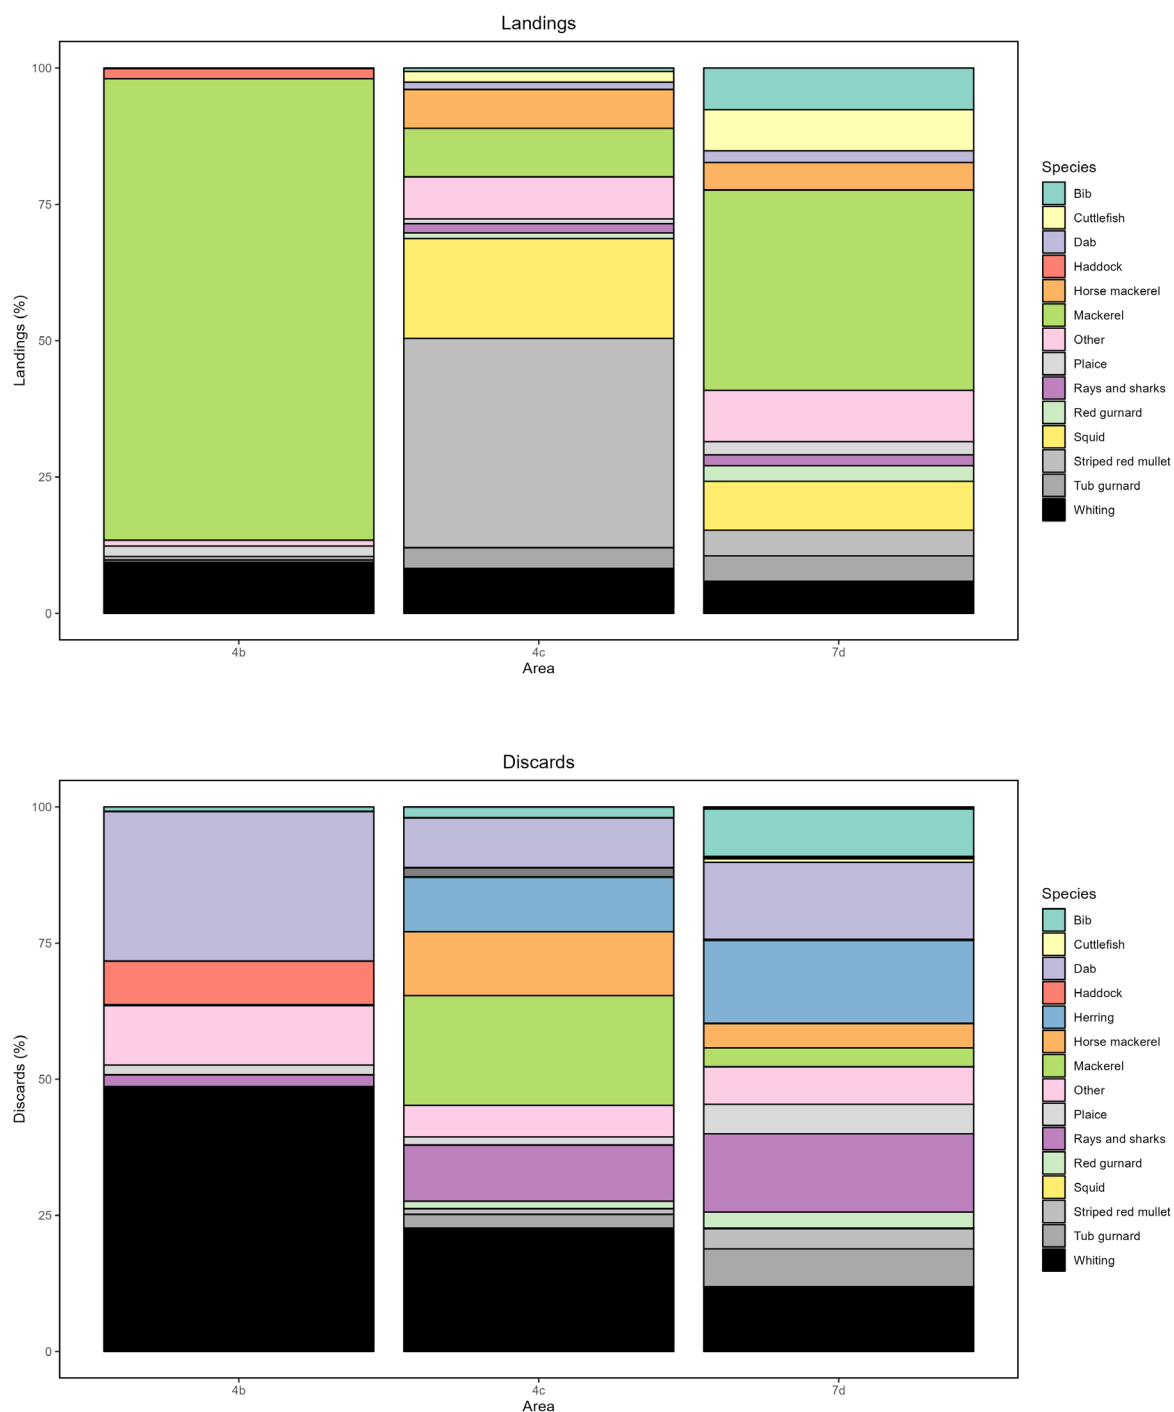 Landings
100
75
50
25
0
Landings (%)
4b
4c
7d
Area
Species
Bib
Cuttlefish
Dab
Haddock
Horse mackerel
Mackerel
Other
Plaice
Rays and sharks
Red gurnard
Squid
Striped red mullet
Tub gurnard
Whiting
Discards
100
75
50
25
0
Discards (%)
4b
4c
7d
Area
Species
Bib
Cuttlefish
Dab
Haddock
Herring
Horse mackerel
Mackerel
Other
Plaice
Rays and sharks
Red gurnard
Squid
Striped red mullet
Tub gurnard
Whiting